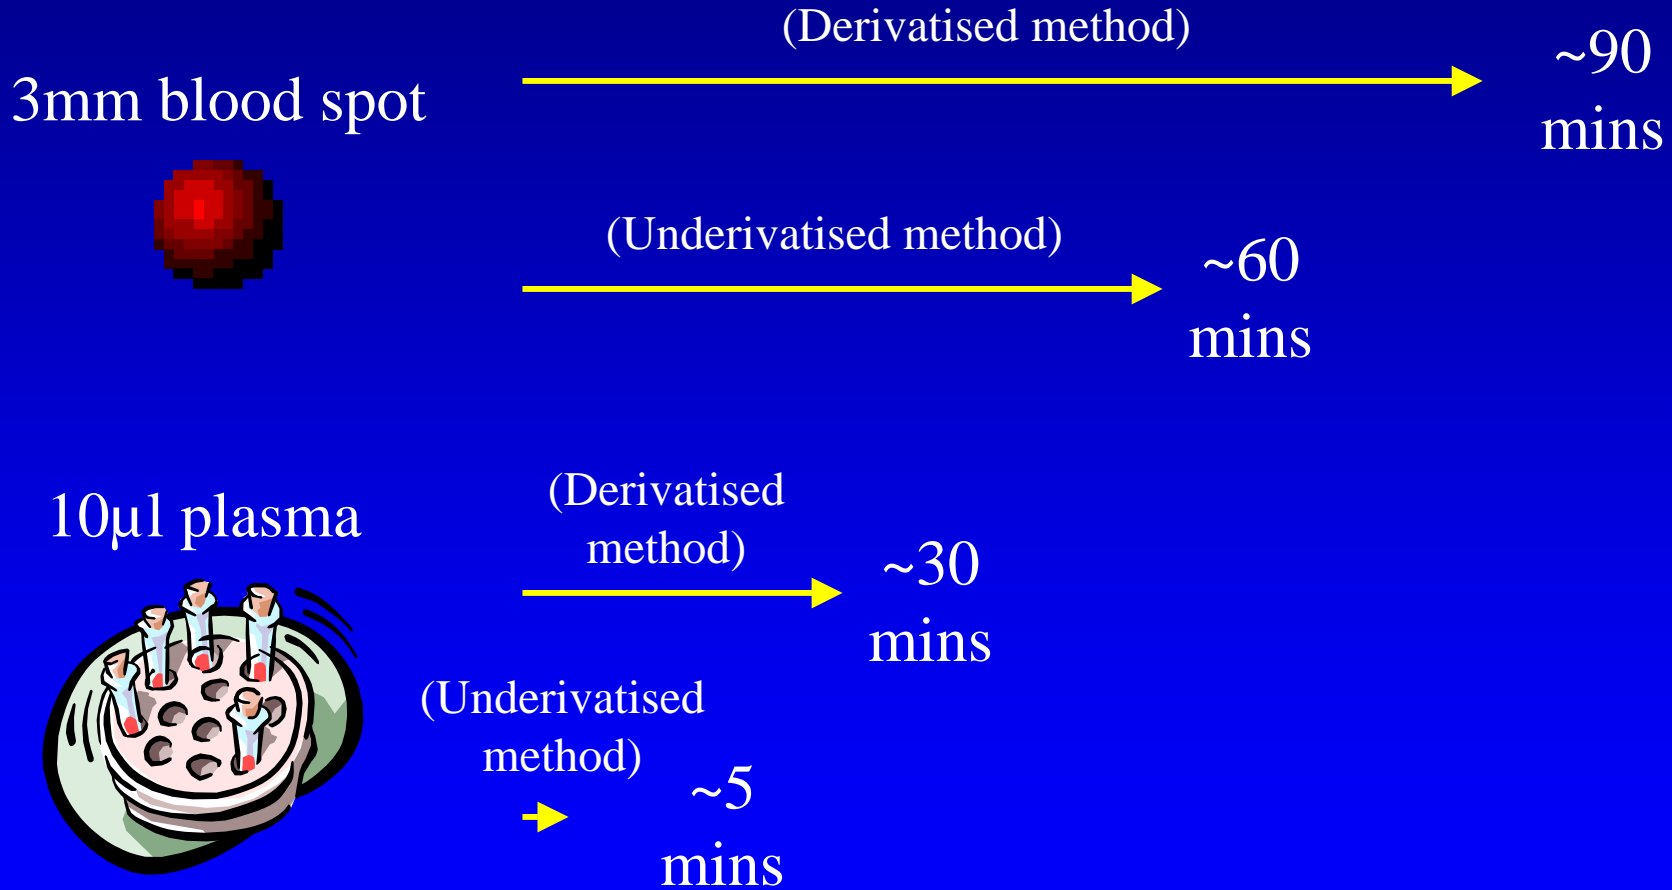 (Derivatised method)
~90
mins
3mm blood spot
(Underivatised method)
~60
mins
10μl plasma
(Derivatised
method)
~30
mins
(Underivatised
method)
~5
mins